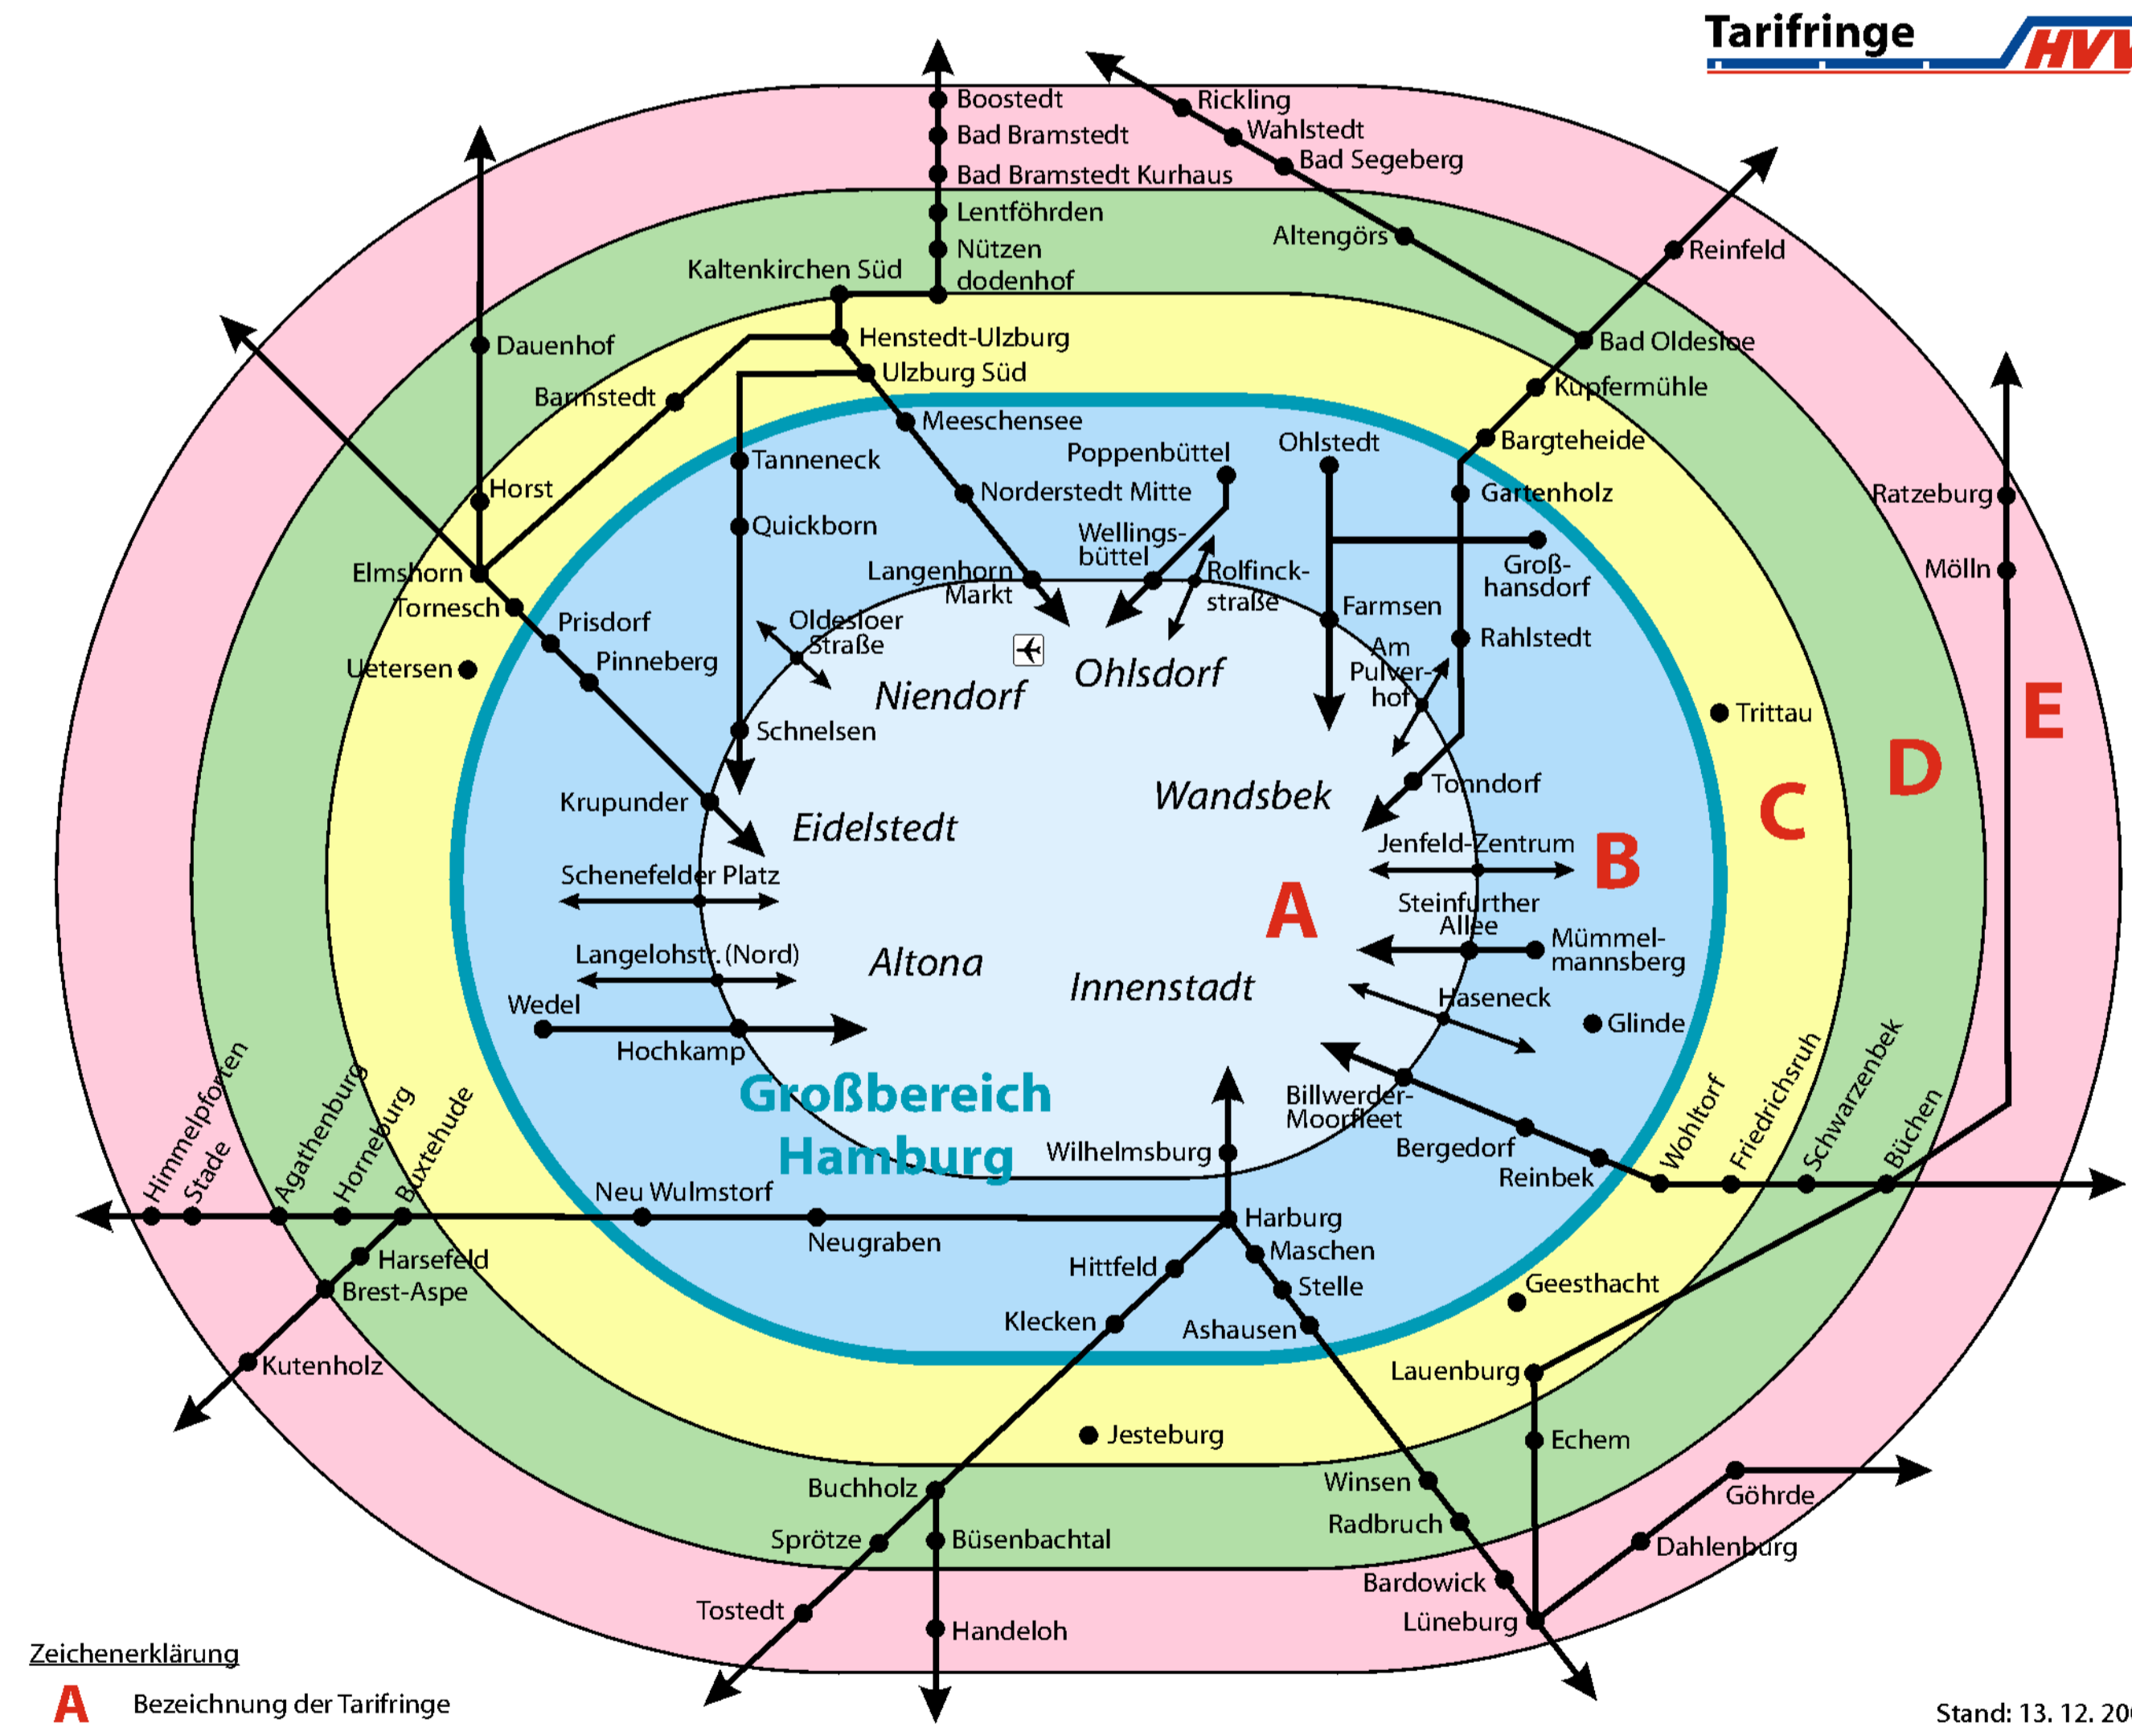 Tarifringe
HVV
Boostedt
Rickling
Bad Bramstedt
Wahlstedt
Bad Segeberg
Bad Bramstedt Kurhaus
Lentföhrden
Altengörs
Nützen
Reinfeld
Kaltenkirchen Süd
dodenhof
Henstedt-Ulzburg
Bad Oldesloe
Dauenhof
Ulzburg Süd
Kupfermühle
Barmstedt
Meeschensee
Poppenbüttel
Ohlstedt
Bargteheide
Tanneneck
Horst
Norderstedt Mitte
Gartenholz
Ratzeburg
Quickborn
Wellings-
büttel
Groß-
hansdorf
Elmshorn
Langenhorn
Markt
Rolfinck-
straße
Mölln
Tornesch
Farmsen
Prisdorf
Oldesloer
Straße
Rahlstedt
Am
Pulver-
hof
Uetersen
Pinneberg
Niendorf
Ohlsdorf
Trittau
E
Schnelsen
D
Krupunder
Eidelstedt
Wandsbek
Tonndorf
C
Jenfeld-Zentrum
B
Schenefelder Platz
A
Steinfurther
Allee
Langelohstr. (Nord)
Altona
Innenstadt
Mümmel-
mannsberg
Wedel
Haseneck
Glinde
Hochkamp
Großbereich
Hamburg
Billwerder-
Moorfleet
Himmelpforten
Stade
Agathenburg
Horneburg
Buxtehude
Wilhelmsburg
Bergedorf
Reinbek
Wohltorf
Friedrichsruh
Schwarzenbek
Büchen
Neu Wulmstorf
Neugraben
Harburg
Harsefeld
Maschen
Hittfeld
Brest-Aspe
Stelle
Geesthacht
Klecken
Ashausen
Kutenholz
Lauenburg
Jesteburg
Echem
Buchholz
Winsen
Göhrde
Sprötze
Büsenbachtal
Radbruch
Dahlenburg
Bardowick
Tostedt
Handeloh
Lüneburg
Zeichenerklärung
A Bezeichnung der Tarifringe
Stand: 13. 12.